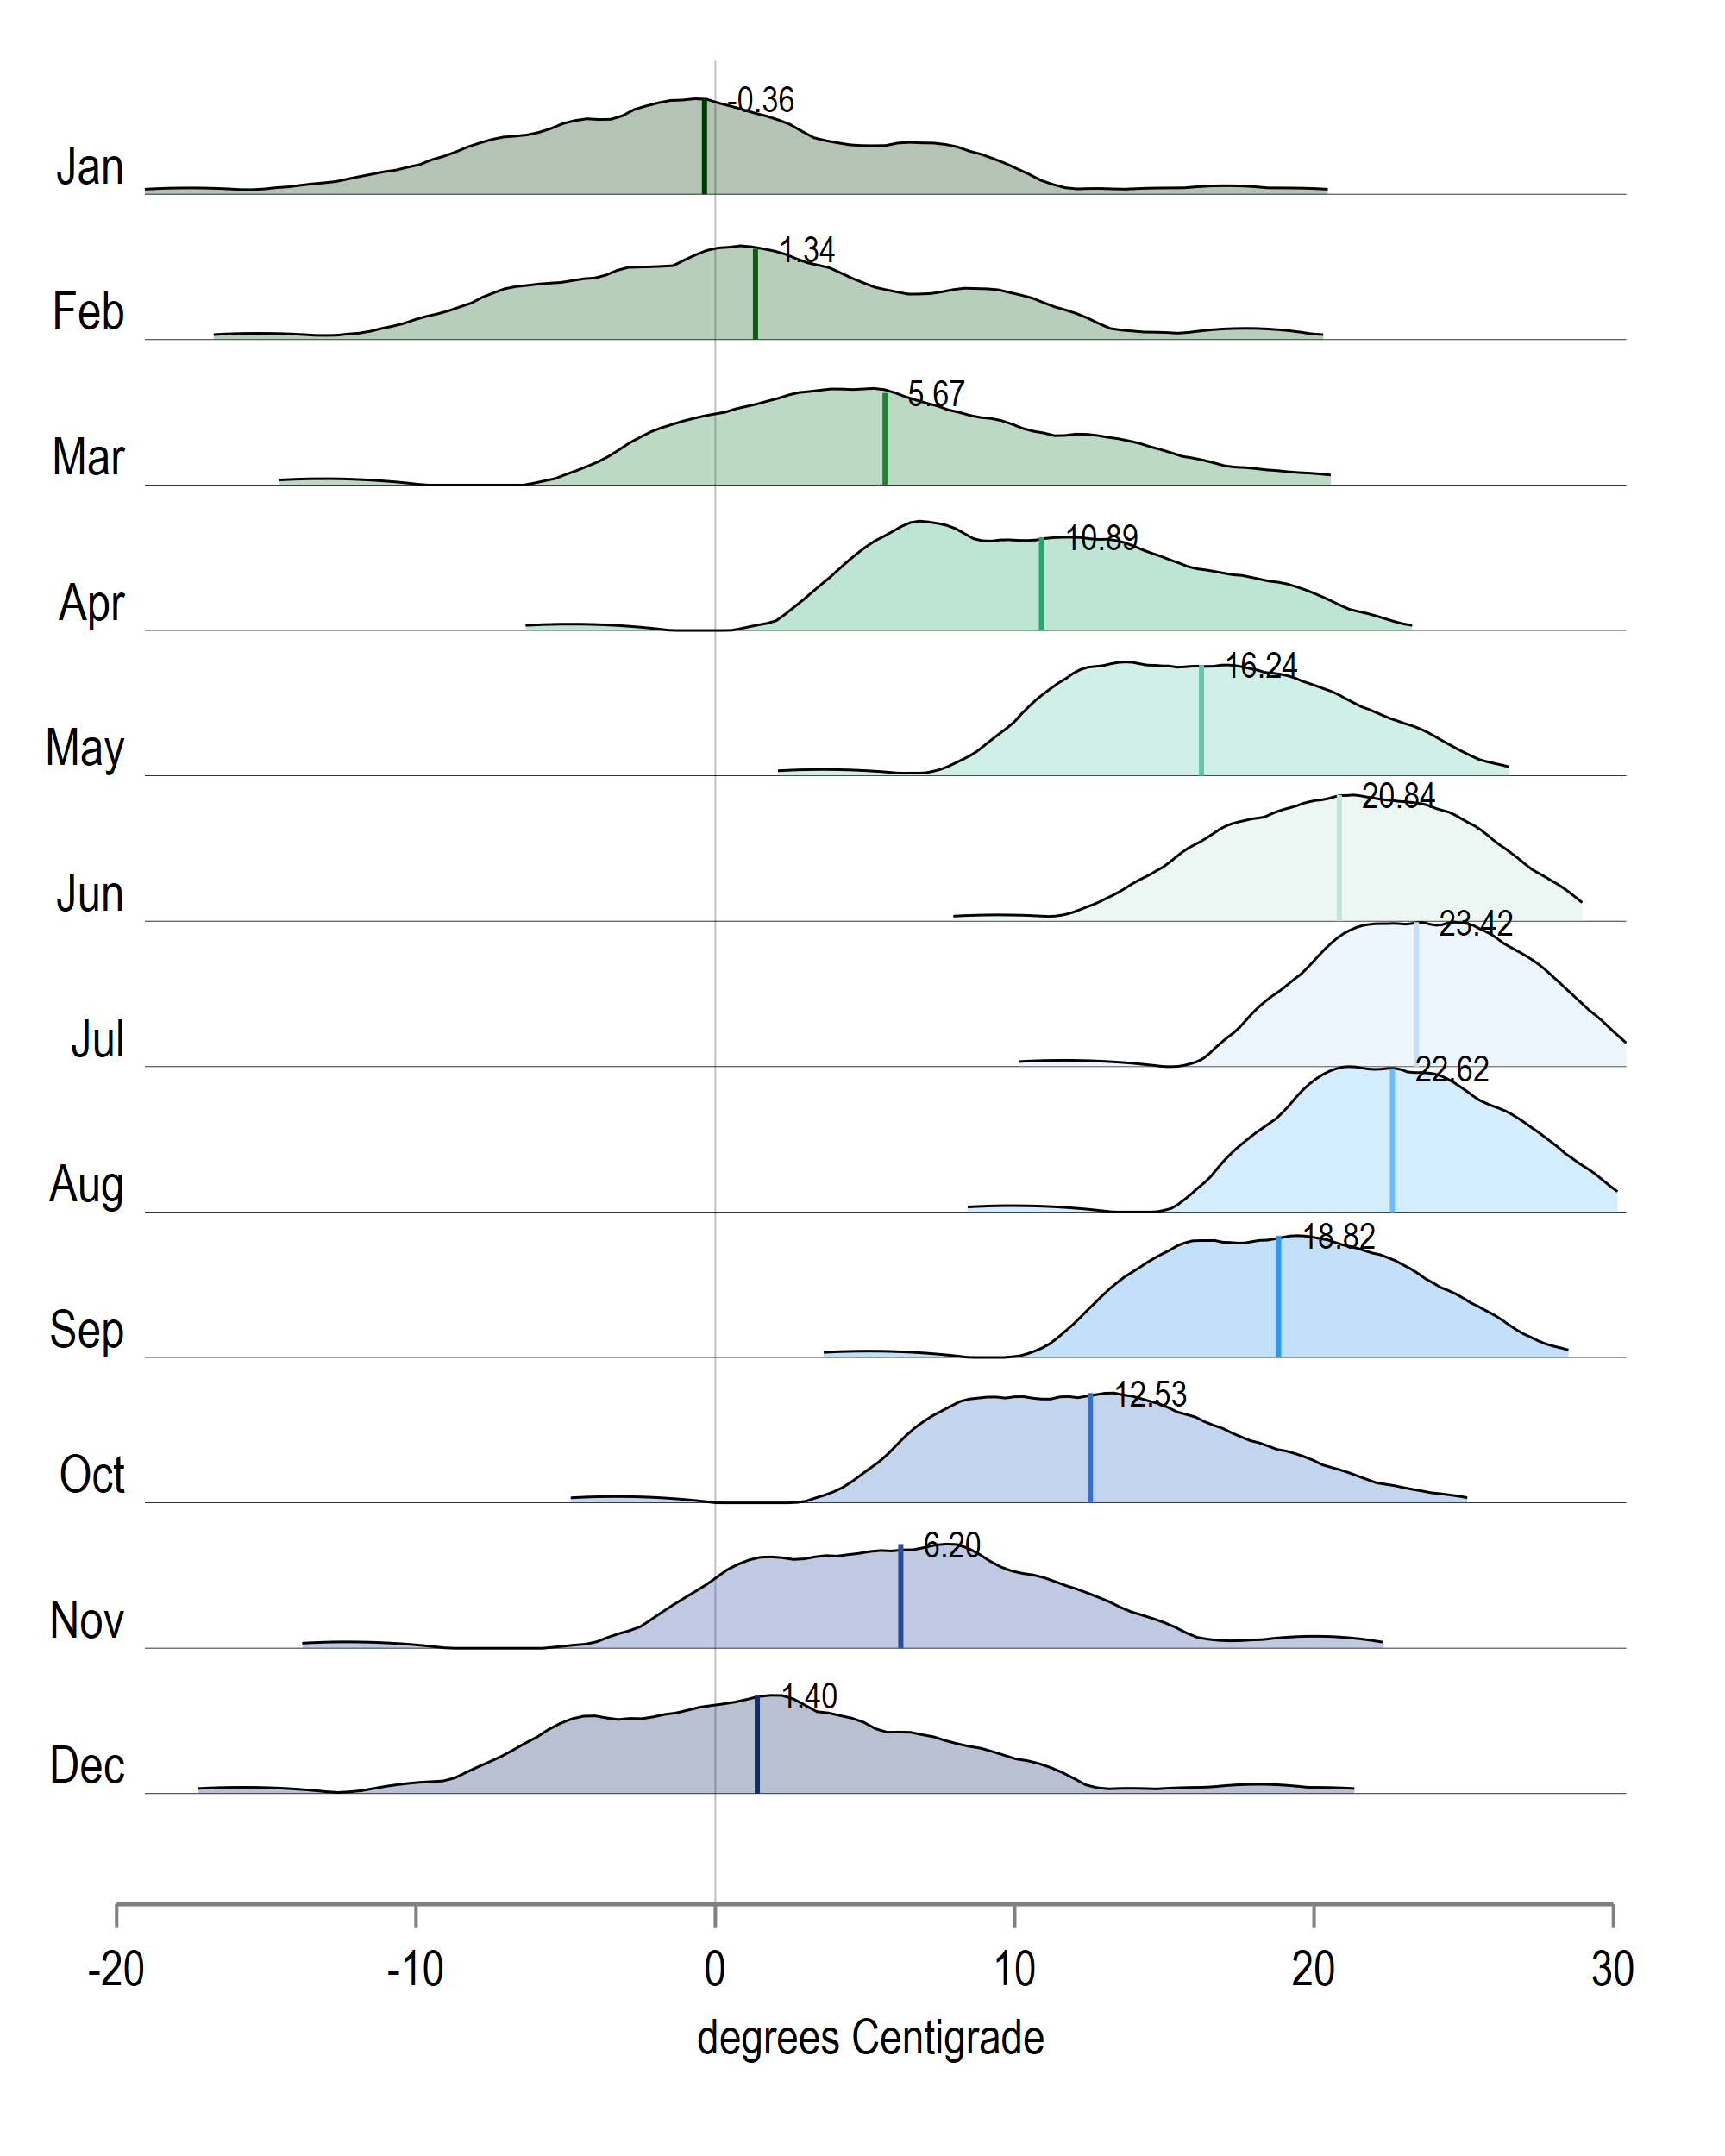 -0.36
Jan
1.34
Feb
5.67
Mar
10.89
Apr
16.24
May
20.84
Jun
23.42
Jul
22.62
Aug
18.82
Sep
12.53
Oct
6.20
Nov
1.40
Dec
-20 -10 0 10 20 30
degrees Centigrade